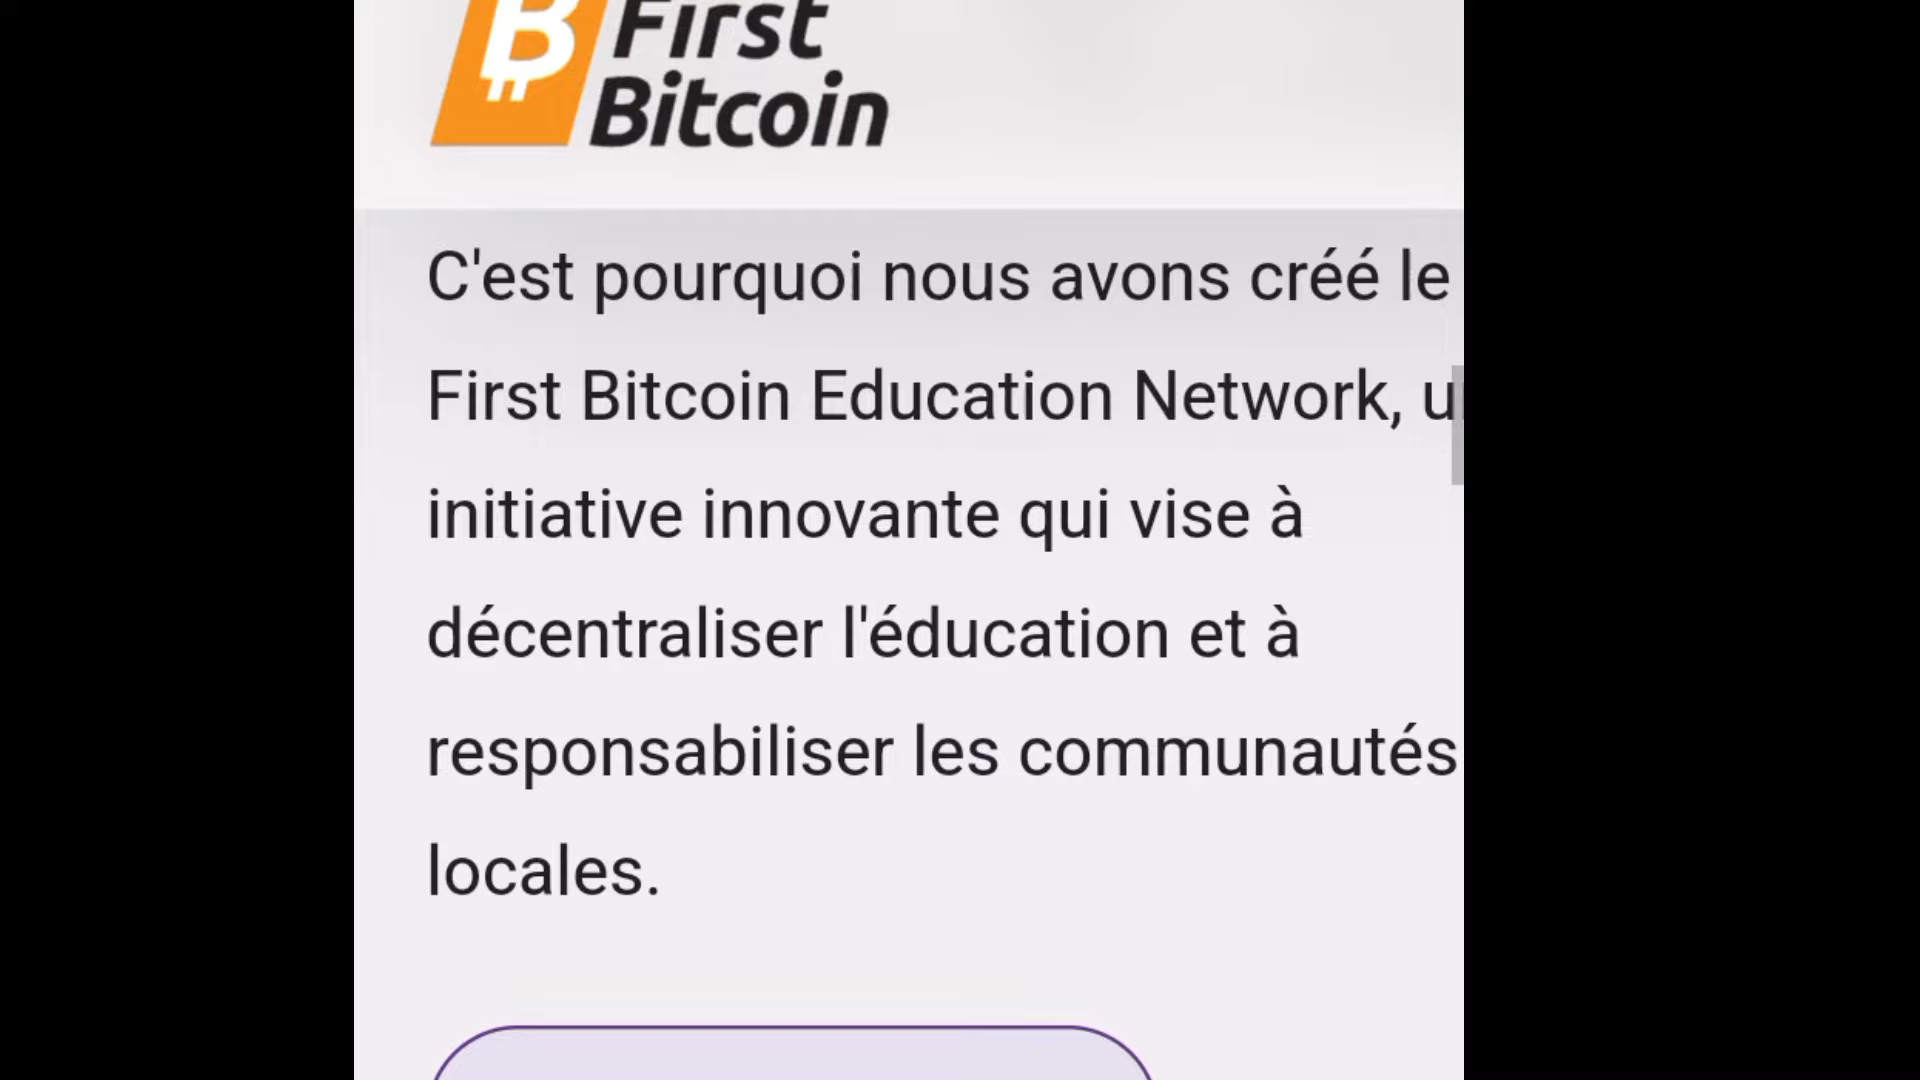 First
Bitcoin
C'est pourquoi nous avons créé le
First Bitcoin Education Network,
initiative innovante qui vise à
décentraliser l'éducation et à
responsabiliser les communautés
locales.